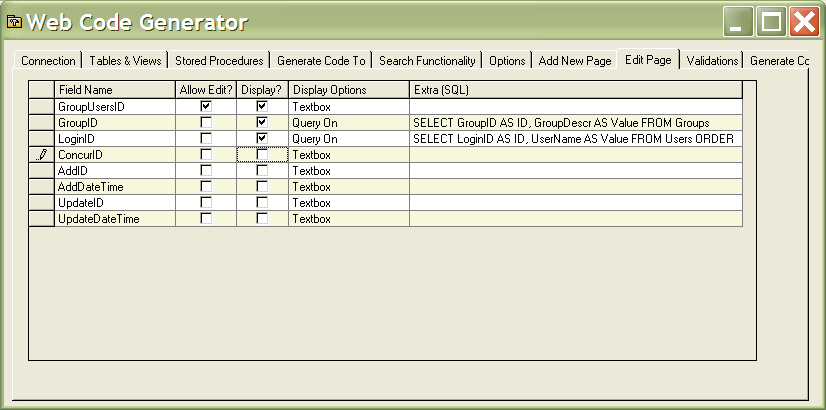 Web Code Generator
Connection Tables & Views Stored Procedures Generate Code To Search Functionality Options Add New Page Edit Page Validations Generate Co
Field Name Allow Edit? Display? Display Options Extra (SQL)
GroupUsersID Textbox
GroupID Query On SELECT GroupID AS ID, GroupDescr AS Value FROM Groups
LoginID Query On SELECT LoginID AS ID, UserName AS Value FROM Users ORDER
ConcurID Textbox
AddID Textbox
AddDateTime Textbox
UpdateID Textbox
UpdateDateTime Textbox